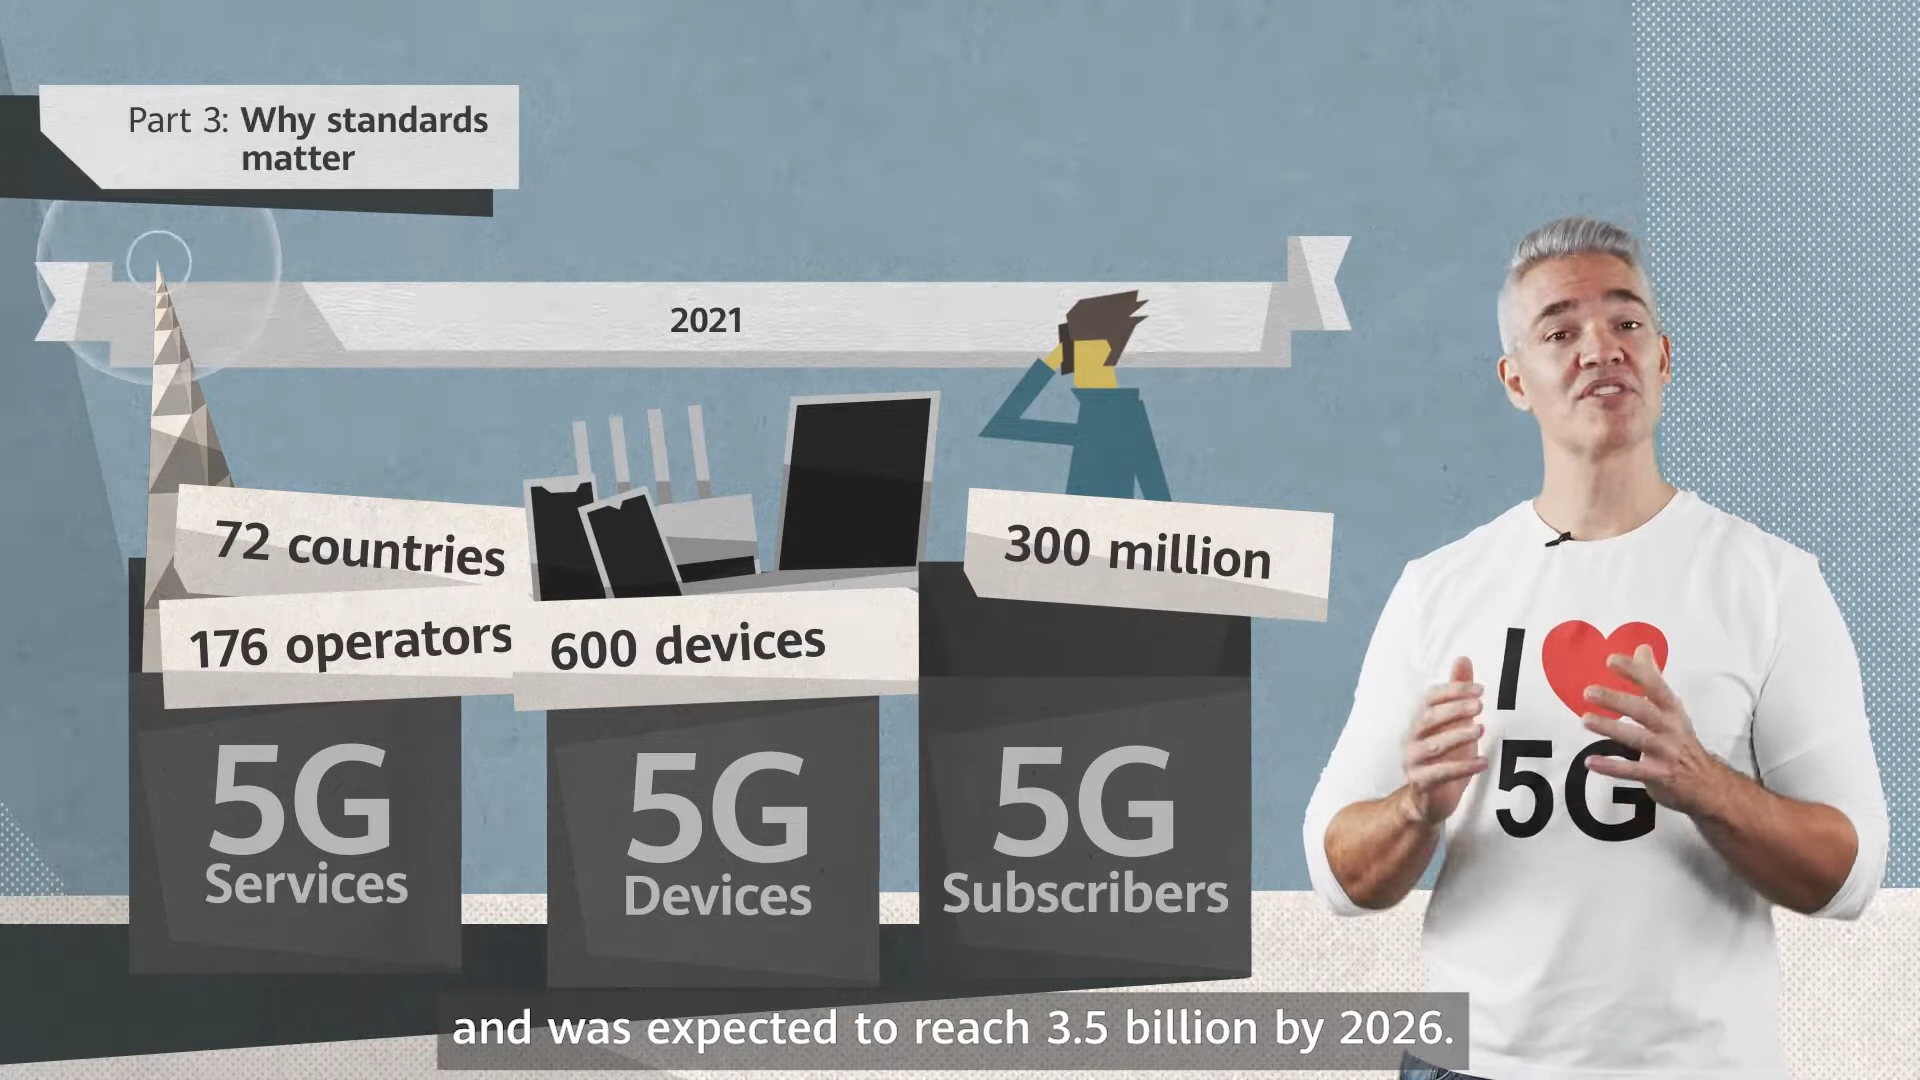 Part 3: Why standards
matter
2021
72 countries
176 operators
600 devices
300 million
5G
Services
5G
Devices
5G
Subscribers
I
5G
and was expected to reach 3.5 billion by 2026.